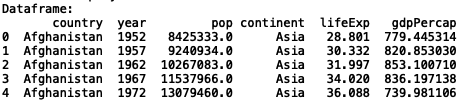 Dataframe:
country year pop continent lifeExp gdpPercap
0 Afghanistan 1952 8425333.0 Asia 28.801 779.445314
1 Afghanistan 1957 9240934.0 Asia 30.332 820.853030
2 Afghanistan 1962 10267083.0 Asia 31.997 853.100710
3 Afghanistan 1967 11537966.0 Asia 34.020 836.197138
4 Afghanistan 1972 13079460.0 Asia 36.088 739.981106